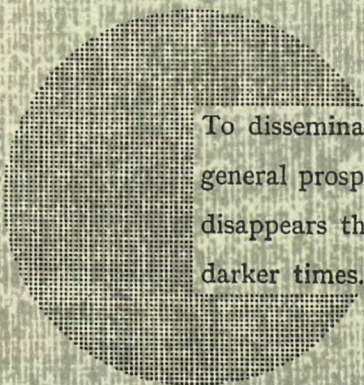 To dissemina
general prosp
disappears th
darker times.